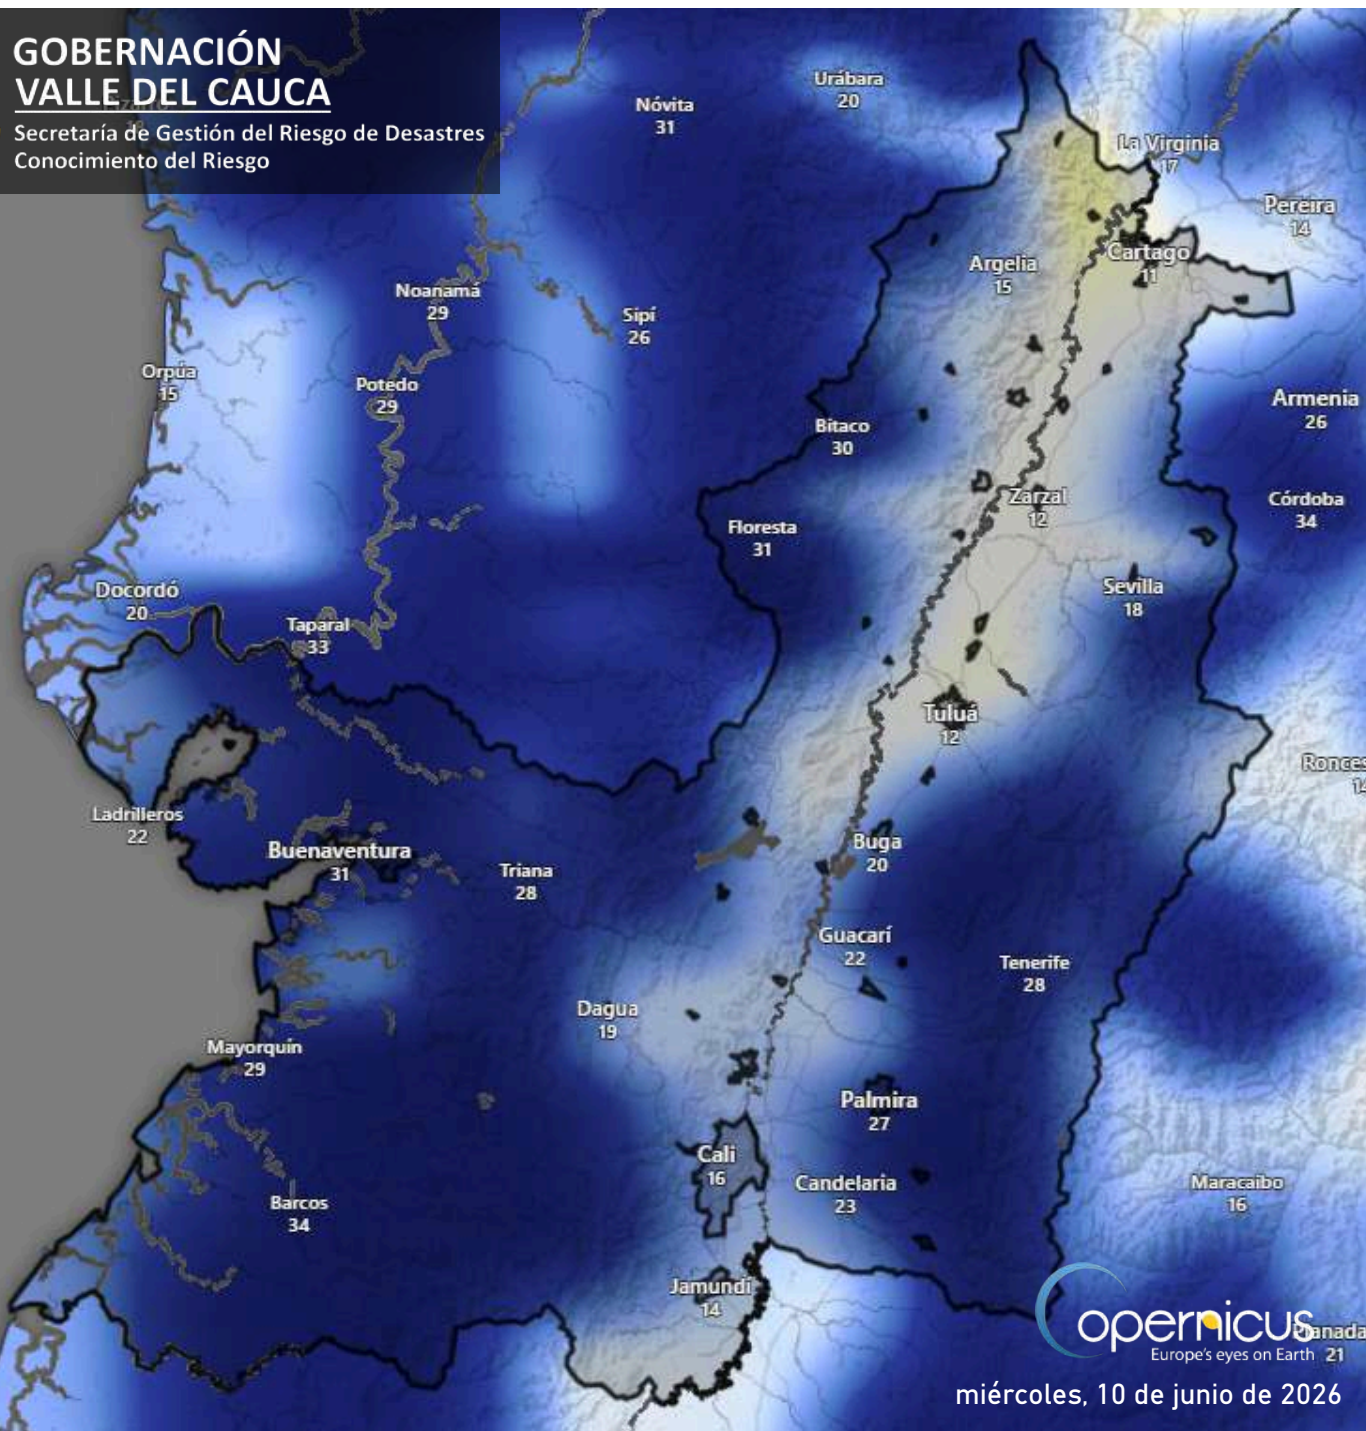 GOBERNACIÓN
VALLE DEL CAUCA
Secretaría de Gestión del Riesgo de Desastres
Conocimiento del Riesgo
Urábara
20
Nóvita
31
La Virginia
17
Pereira
14
Cartago
11
Argelia
15
Noanamá
29
Sipí
26
Orpúa
15
Potedo
29
Armenia
26
Bitaco
30
Zarzal
12
Córdoba
34
Floresta
31
Docordó
20
Sevilla
18
Taparal
33
Tuluá
12
Ronces
14
Ladrilleros
22
Buenaventura
31
Buga
20
Triana
28
Guacarí
22
Tenerife
28
Dagua
19
Mayorquín
29
Palmira
27
Cali
16
Candelaria
23
Maracaibo
16
Barcos
34
Jamundí
14
opernicus
Europe's eyes on Earth
Planada
21
miércoles, 10 de junio de 2026